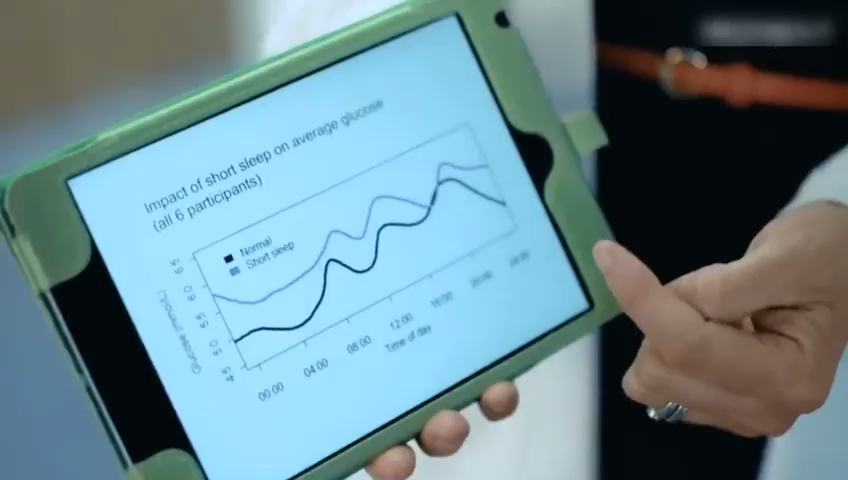 Impact of short sleep on average glucose
(all 6 participants)
Normal
Short sleep
6.5
6.0
5.5
5.0
4.5
Glucose (mmol/L)
00:00
04:00
08:00
12:00
16:00
20:00
24:00
Time of day